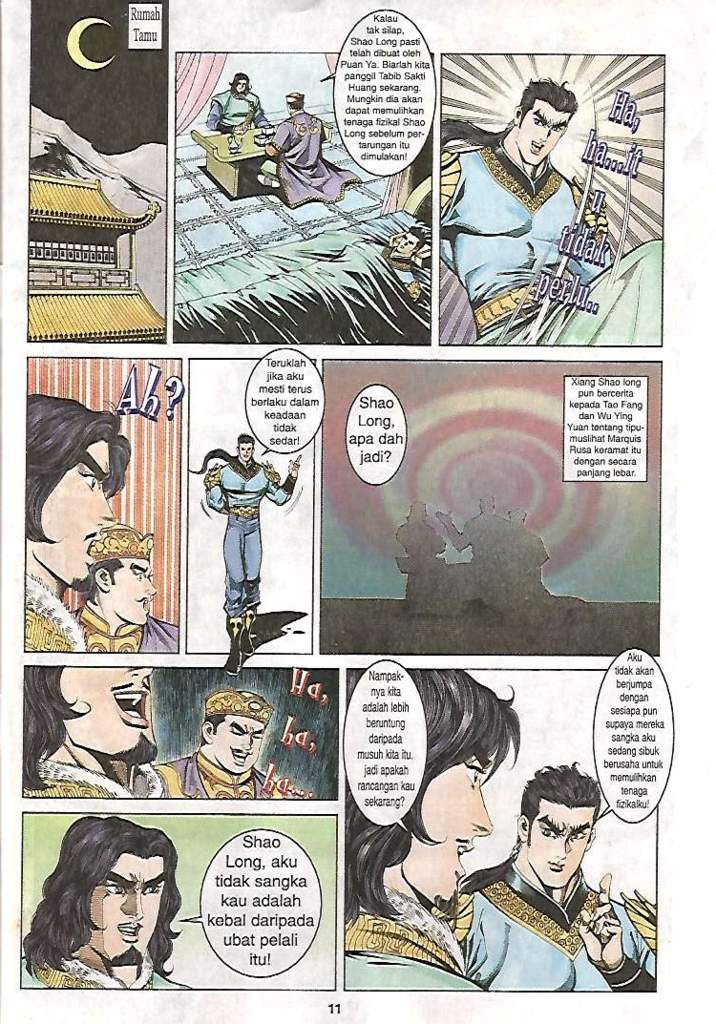 Rumah
Tamu
Kalau
tak silap,
Shao Long pasti
telah dibuat oleh
Puan Ya. Biarlah kita
panggil Tabib Sakti
Huang sekarang.
Mungkin dia akan
dapat memulihkan
tenaga fizikal Shao
Long sebelum per-
tarungan itu
dimulakan!
Ha,
ha...it
u
tidak
perlu..
Ah?
Teruklah
jika aku
mesti terus
berlaku dalam
keadaan
tidak
sedar!
Shao
Long,
apa dah
jadi?
Xiang Shao long
pun bercerita
kepada Tao Fang
dan Wu Ying
Yuan tentang tipu-
muslihat Marquis
Rusa keramat itu
dengan secara
panjang lebar.
Ha,
ha,
ha...
Nampak-
nya kita
adalah lebih
beruntung
daripada
musuh kita itu.
jadi apakah
rancangan kau
sekarang?
Aku
tidak akan
berjumpa
dengan
sesiapa pun
supaya mereka
sangka aku
sedang sibuk
berusaha untuk
memulihkan
tenaga
fizikalku!
Shao
Long, aku
tidak sangka
kau adalah
kebal daripada
ubat pelali
itu!
11